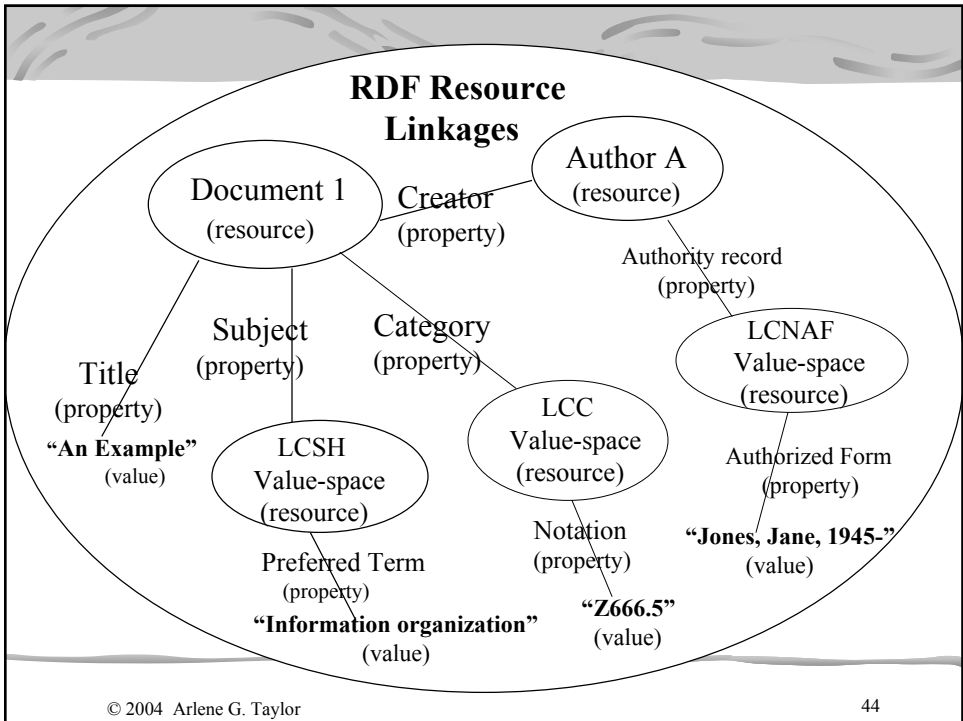 RDF Resource
Linkages
Document 1
(resource)
Creator
(property)
Author A
(resource)
Authority record
(property)
LCNAF
Value-space
(resource)
Authorized Form
(property)
“Jones, Jane, 1945-”
(value)
Title
(property)
“An Example”
(value)
Subject
(property)
LCSH
Value-space
(resource)
Preferred Term
(property)
“Information organization”
(value)
Category
(property)
LCC
Value-space
(resource)
Notation
(property)
“Z666.5”
(value)
© 2004 Arlene G. Taylor
44